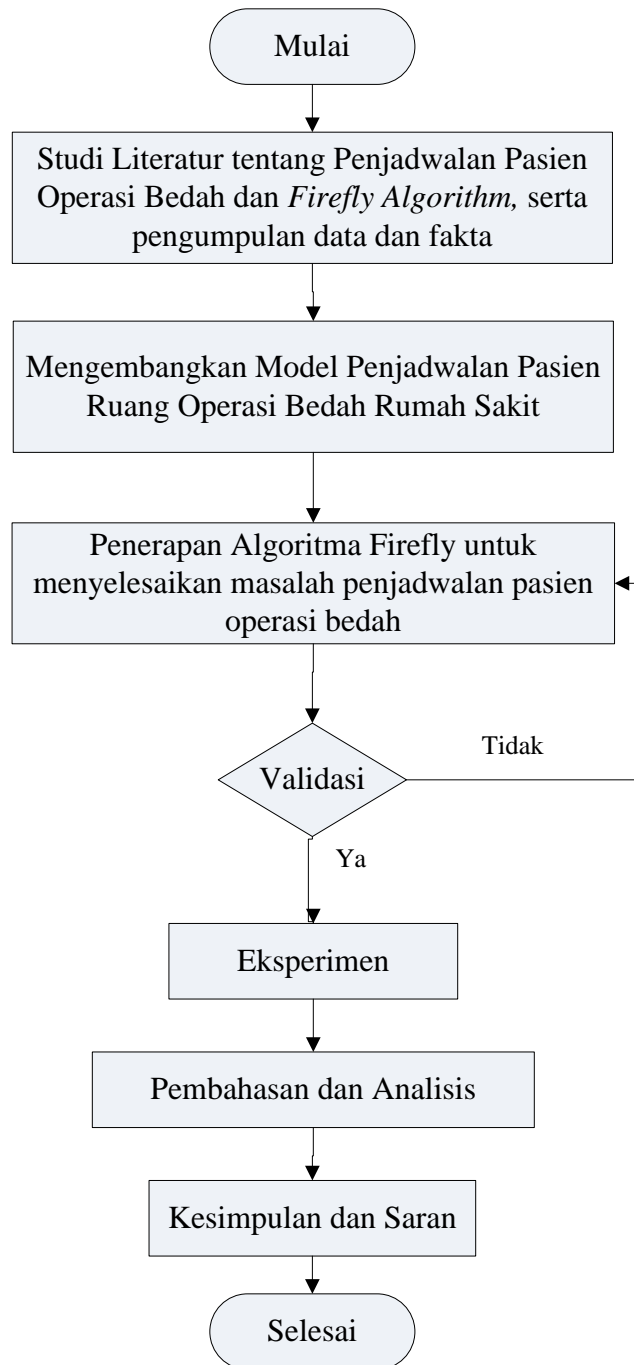 Mulai
Studi Literatur tentang Penjadwalan Pasien
Operasi Bedah dan Firefly Algorithm, serta
pengumpulan data dan fakta
Mengembangkan Model Penjadwalan Pasien
Ruang Operasi Bedah Rumah Sakit
Penerapan Algoritma Firefly untuk
menyelesaikan masalah penjadwalan pasien
operasi bedah
Validasi
Tidak
Ya
Eksperimen
Pembahasan dan Analisis
Kesimpulan dan Saran
Selesai